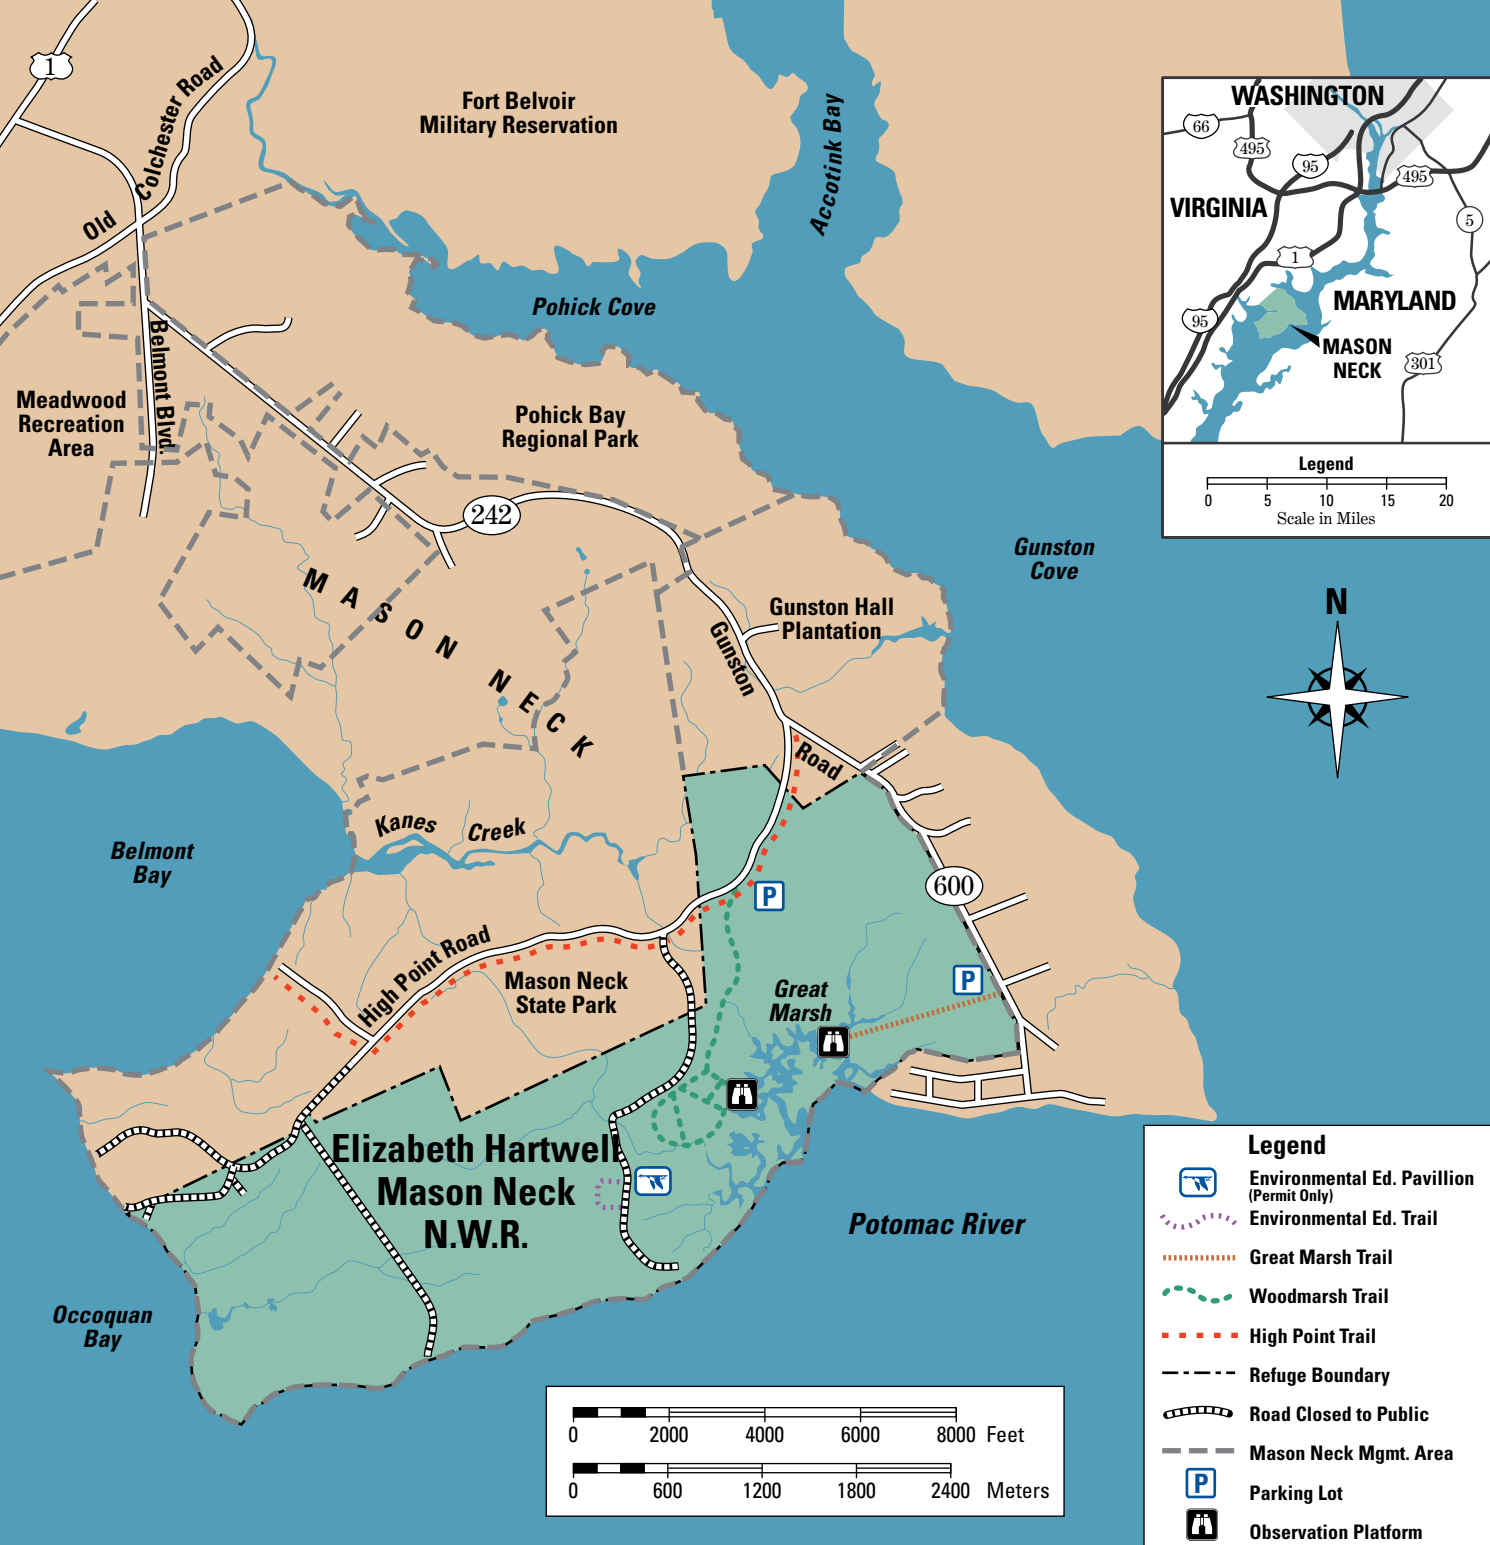 1
Old Colchester Road
Fort Belvoir
Military Reservation
Accotink Bay
Pohick Cove
Belmont Blvd.
Meadwood
Recreation
Area
Pohick Bay
Regional Park
242
MASON NECK
Gunston Road
Gunston Hall
Plantation
Gunston
Cove
Kanes Creek
Belmont
Bay
600
P
High Point Road
Mason Neck
State Park
Great
Marsh
P
Elizabeth Hartwell
Mason Neck
N.W.R.
Potomac River
Occoquan
Bay
N
WASHINGTON
66
495
95
495
VIRGINIA
5
1
MARYLAND
95
MASON
NECK
301
Legend
0 5 10 15 20
Scale in Miles
0 2000 4000 6000 8000 Feet
0 600 1200 1800 2400 Meters
Legend
Environmental Ed. Pavillion
(Permit Only)
Environmental Ed. Trail
Great Marsh Trail
Woodmarsh Trail
High Point Trail
Refuge Boundary
Road Closed to Public
Mason Neck Mgmt. Area
P Parking Lot
Observation Platform